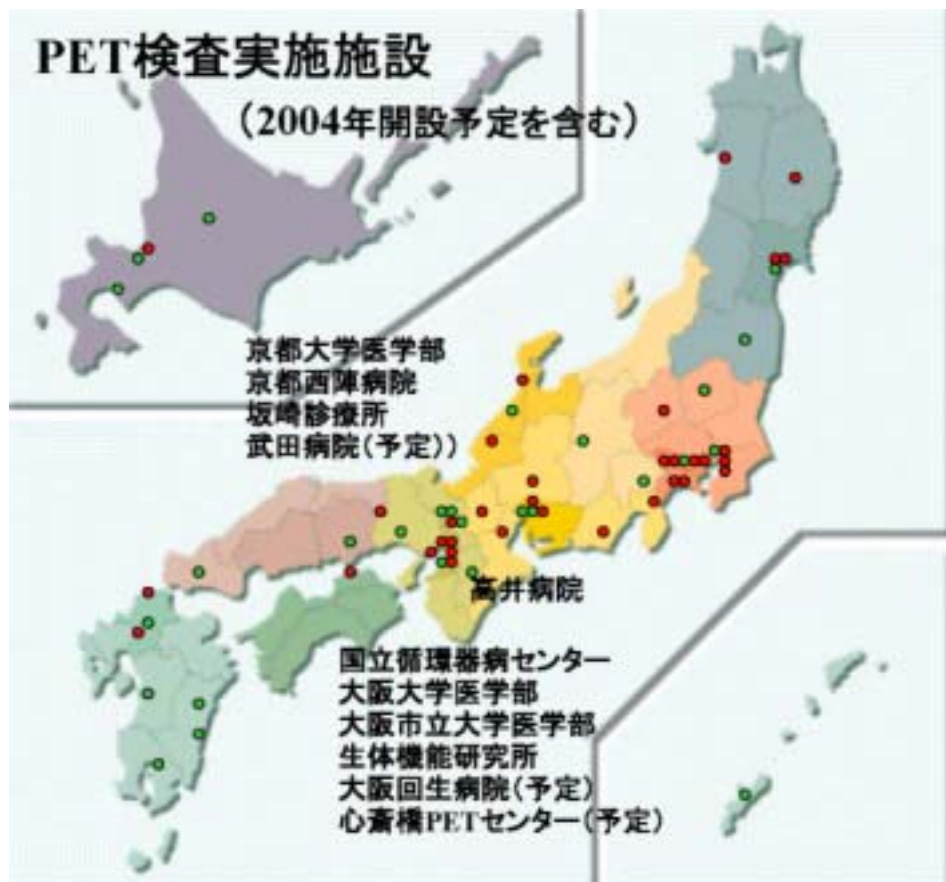 PET検査実施施設
（2004年開設予定を含む）
京都大学医学部
京都西陣病院
坂崎診療所
武田病院（予定））
高井病院
国立循環器病センター
大阪大学医学部
大阪市立大学医学部
生体機能研究所
大阪回生病院（予定）
心斎橋PETセンター（予定）